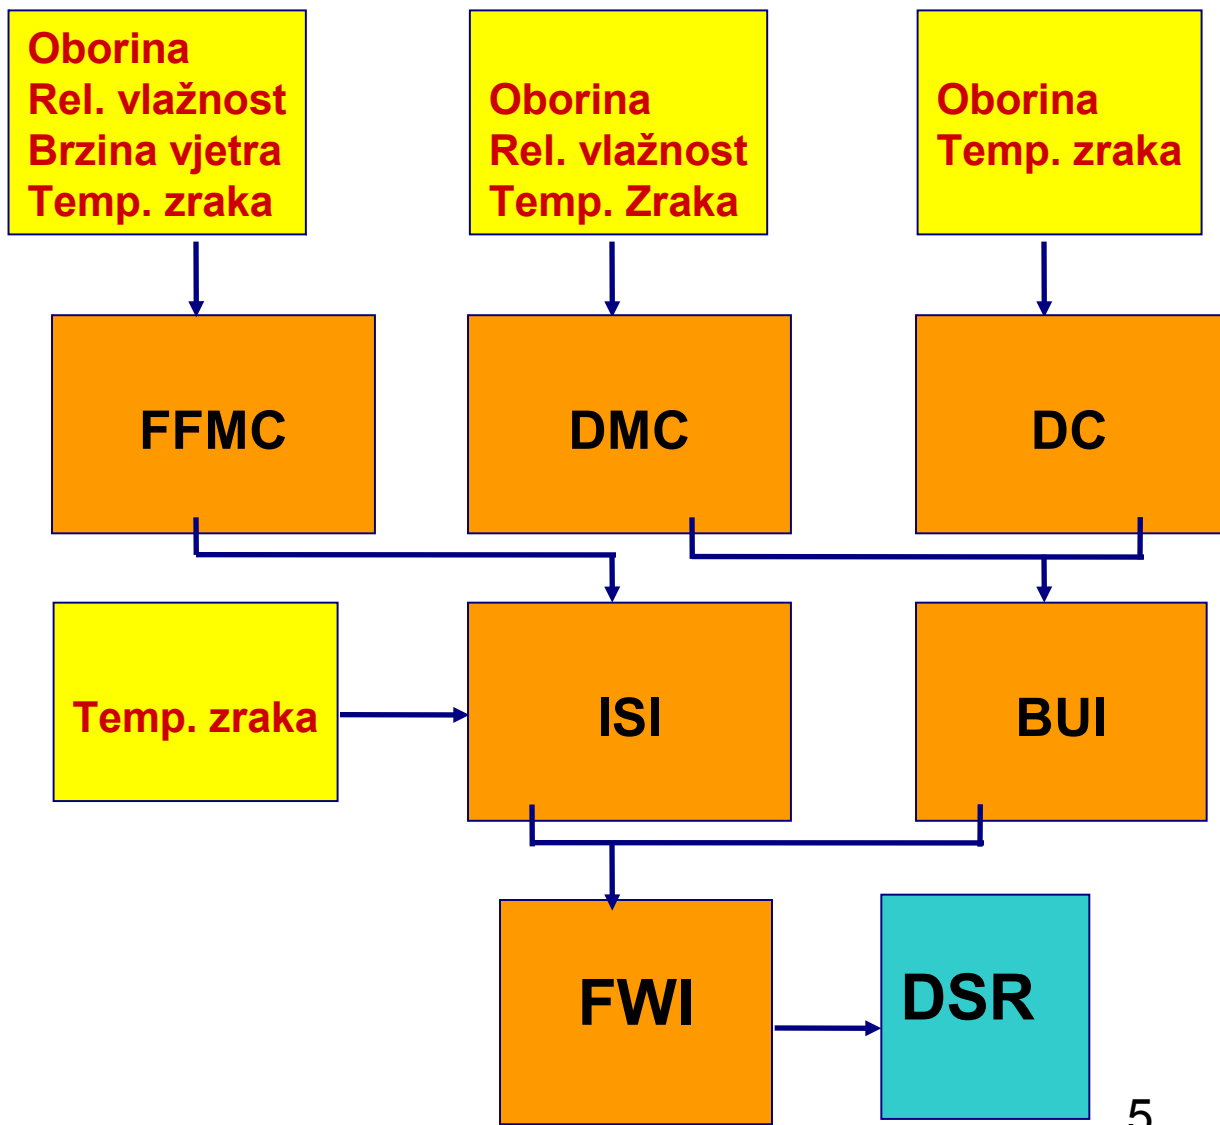 Oborina
Rel. vlažnost
Brzina vjetra
Temp. zraka
Oborina
Rel. vlažnost
Temp. Zraka
Oborina
Temp. zraka
FFMC
DMC
DC
Temp. zraka
ISI
BUI
FWI
DSR
5